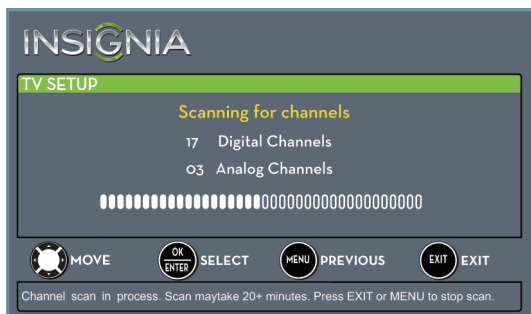 INSIGNIA
TV SETUP
Scanning for channels
17 Digital Channels
03 Analog Channels
MOVE
OK
ENTER
SELECT
MENU
PREVIOUS
EXIT
EXIT
Channel scan in process. Scan maytake 20+ minutes. Press EXIT or MENU to stop scan.